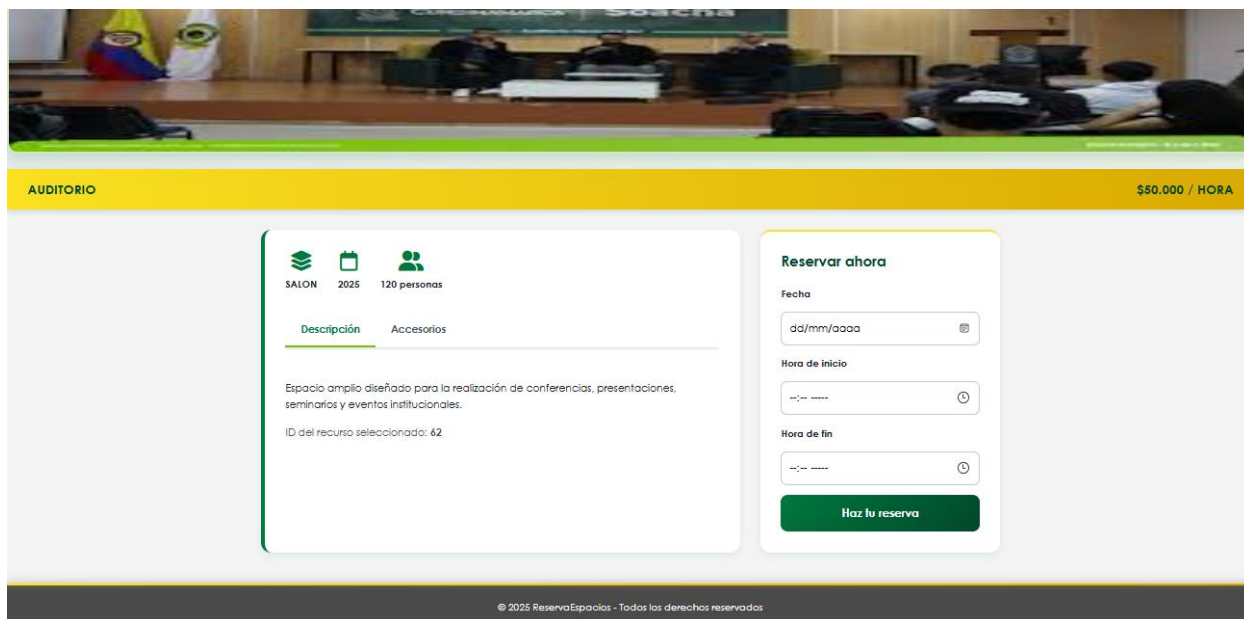 Soacha
AUDITORIO
$50.000 / HORA
SALON
2025
120 personas
Descripción
Accesorios
Espacio amplio diseñado para la realización de conferencias, presentaciones,
seminarios y eventos institucionales.
ID del recurso seleccionado: 62
Reservar ahora
Fecha
dd/mm/aaaa
Hora de inicio
--:-- -----
Hora de fin
--:-- -----
Haz tu reserva
© 2025 ReservaEspacios - Todos los derechos reservados